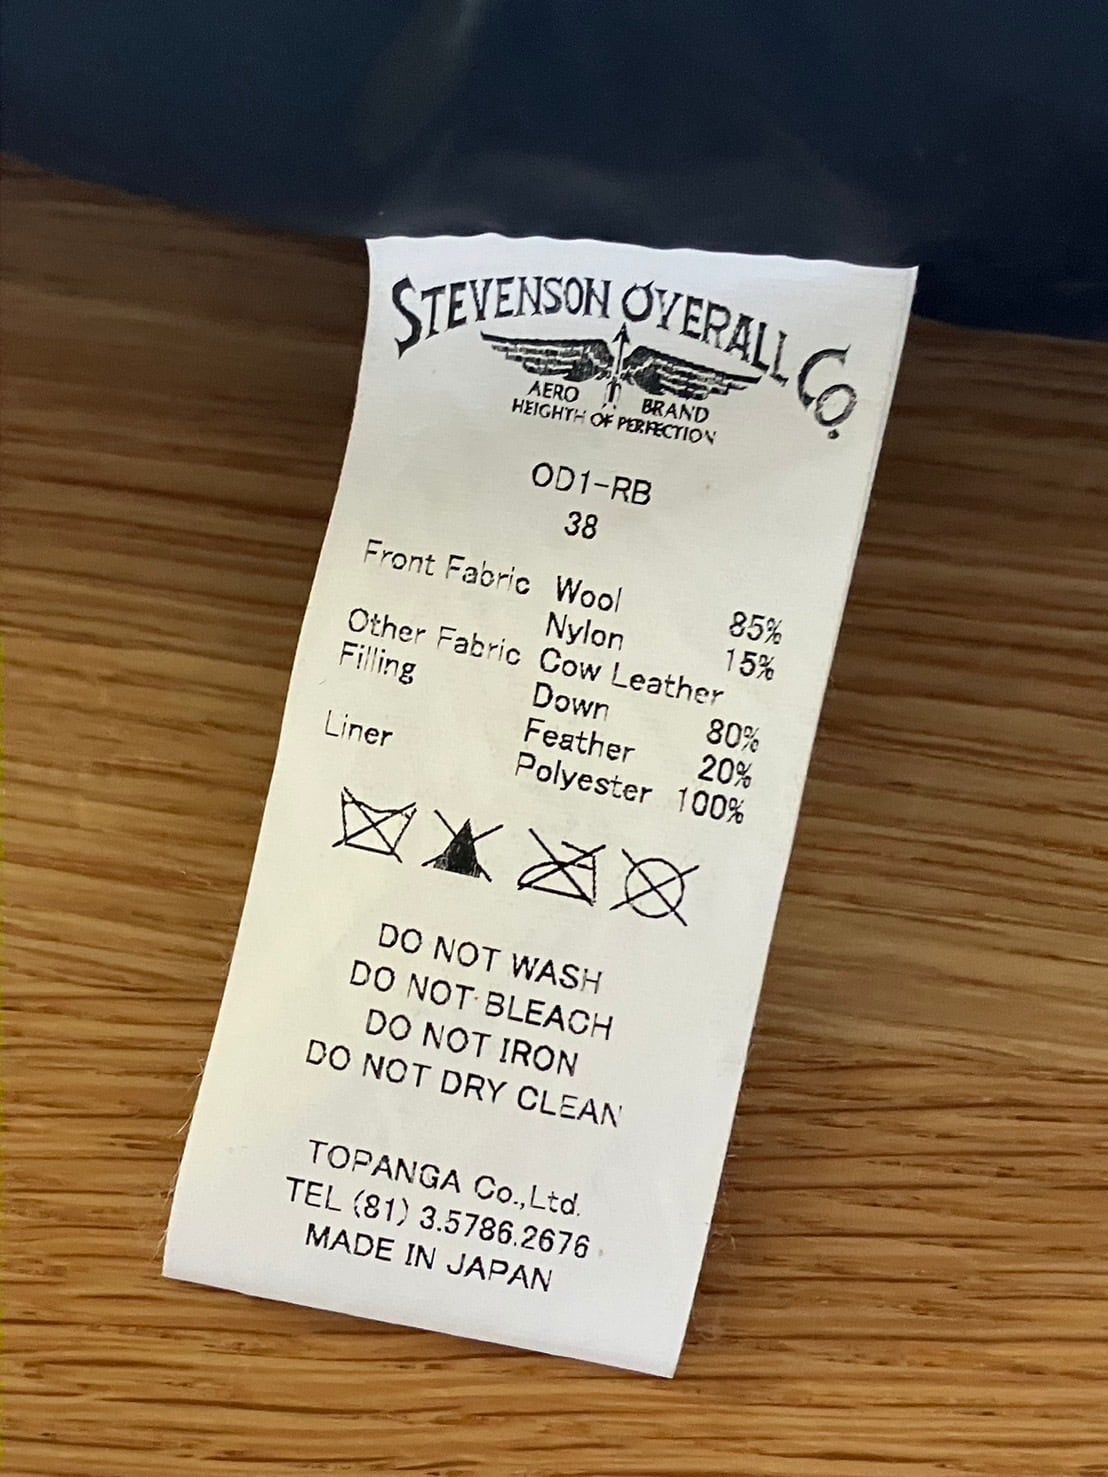 STEVENSON OVERALL Co.
AERO BRAND
HEIGHTH OF PERFECTION
OD1-RB
38
Front Fabric Wool 85%
Nylon 15%
Other Fabric Cow Leather
Filling Down 80%
Feather 20%
Liner Polyester 100%
DO NOT WASH
DO NOT BLEACH
DO NOT IRON
DO NOT DRY CLEAN
TOPANGA Co.,Ltd.
TEL (81) 3.5786.2676
MADE IN JAPAN